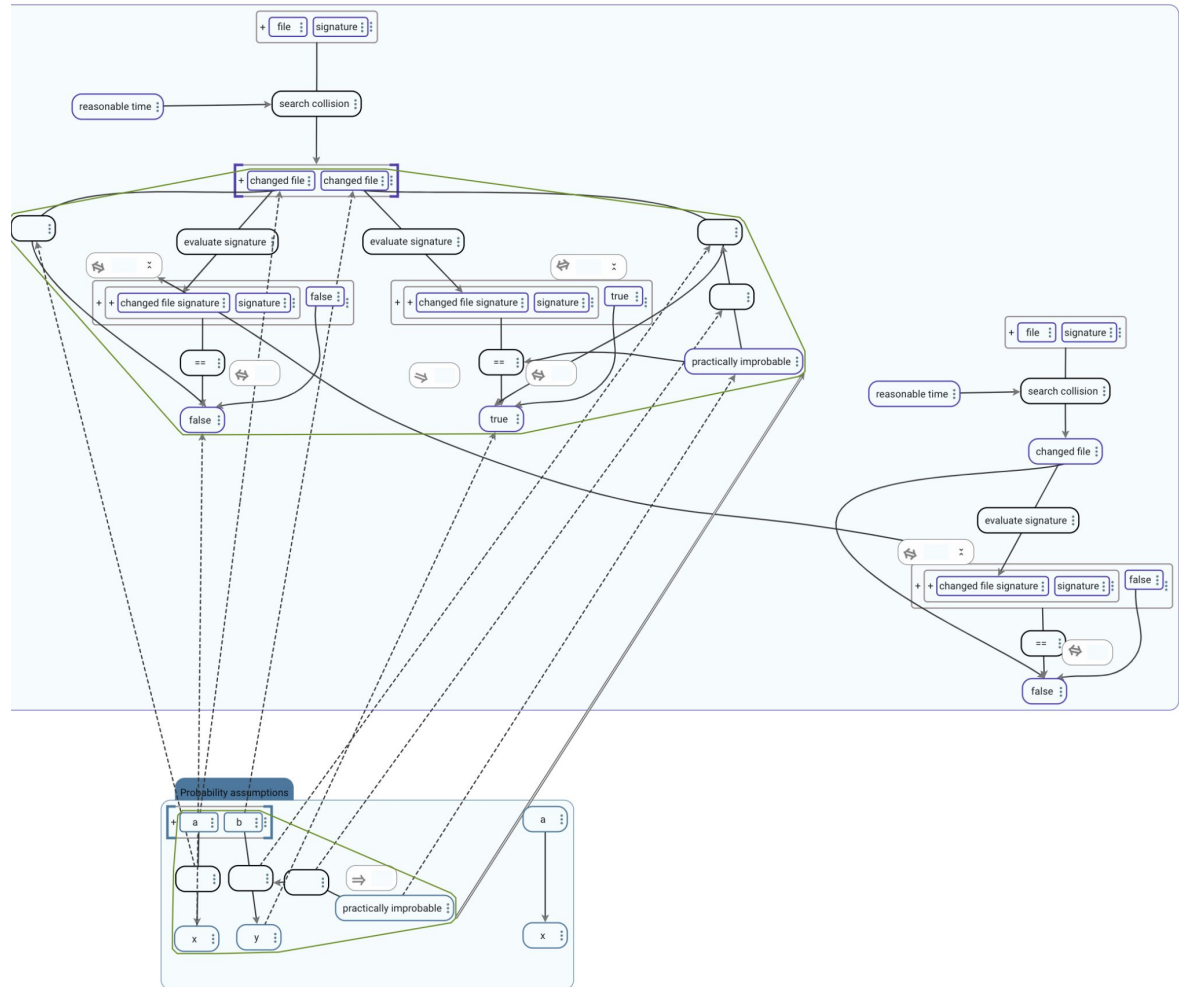 + file signature
reasonable time
search collision
+ changed file changed file
evaluate signature
evaluate signature
+ + changed file signature signature false
+ + changed file signature signature true
==
==
practically improbable
false
true
+ file signature
reasonable time
search collision
changed file
evaluate signature
+ + changed file signature signature false
==
false
Probability assumptions
+ a b
a
practically improbable
x
y
x